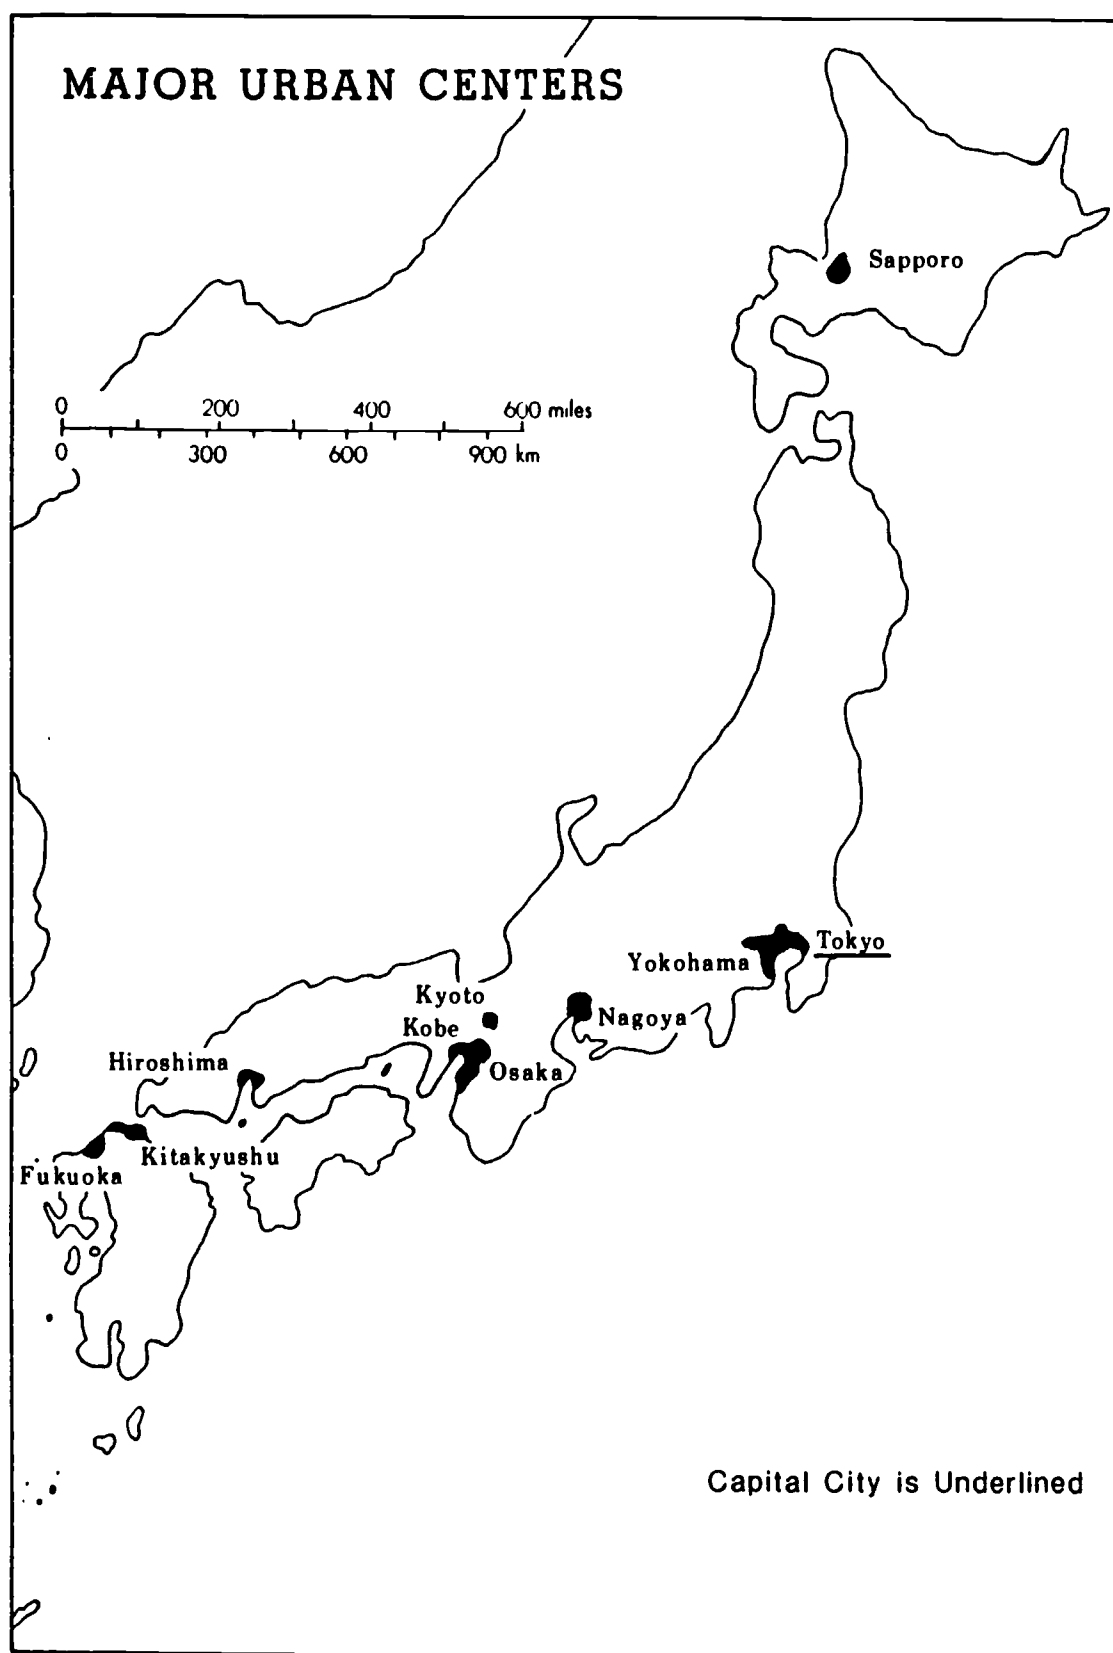 MAJOR URBAN CENTERS
Sapporo
0 200 400 600 miles
0 300 600 900 km
Tokyo
Yokohama
Kyoto
Nagoya
Kobe
Hiroshima
Osaka
Kitakyushu
Fukuoka
Capital City is Underlined